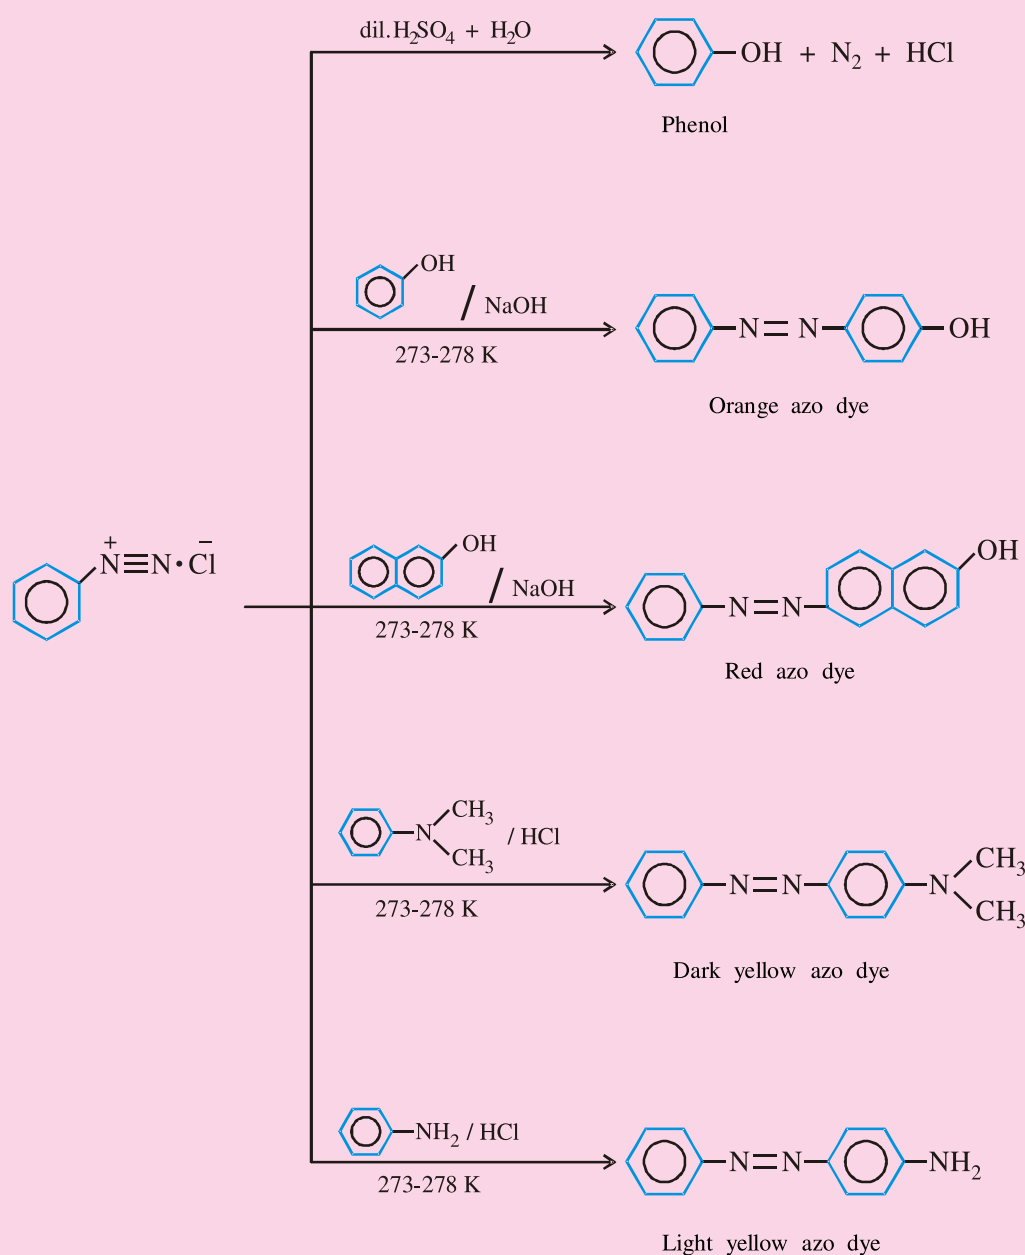 dil.H₂SO₄ + H₂O
OH + N₂ + HCl
Phenol
OH
/ NaOH
273-278 K
N=N OH
Orange azo dye
N⁺≡N·Cl⁻
OH
/ NaOH
273-278 K
N=N OH
Red azo dye
CH₃
N / HCl
CH₃
273-278 K
CH₃
N=N N
CH₃
Dark yellow azo dye
NH₂ / HCl
273-278 K
N=N NH₂
Light yellow azo dye